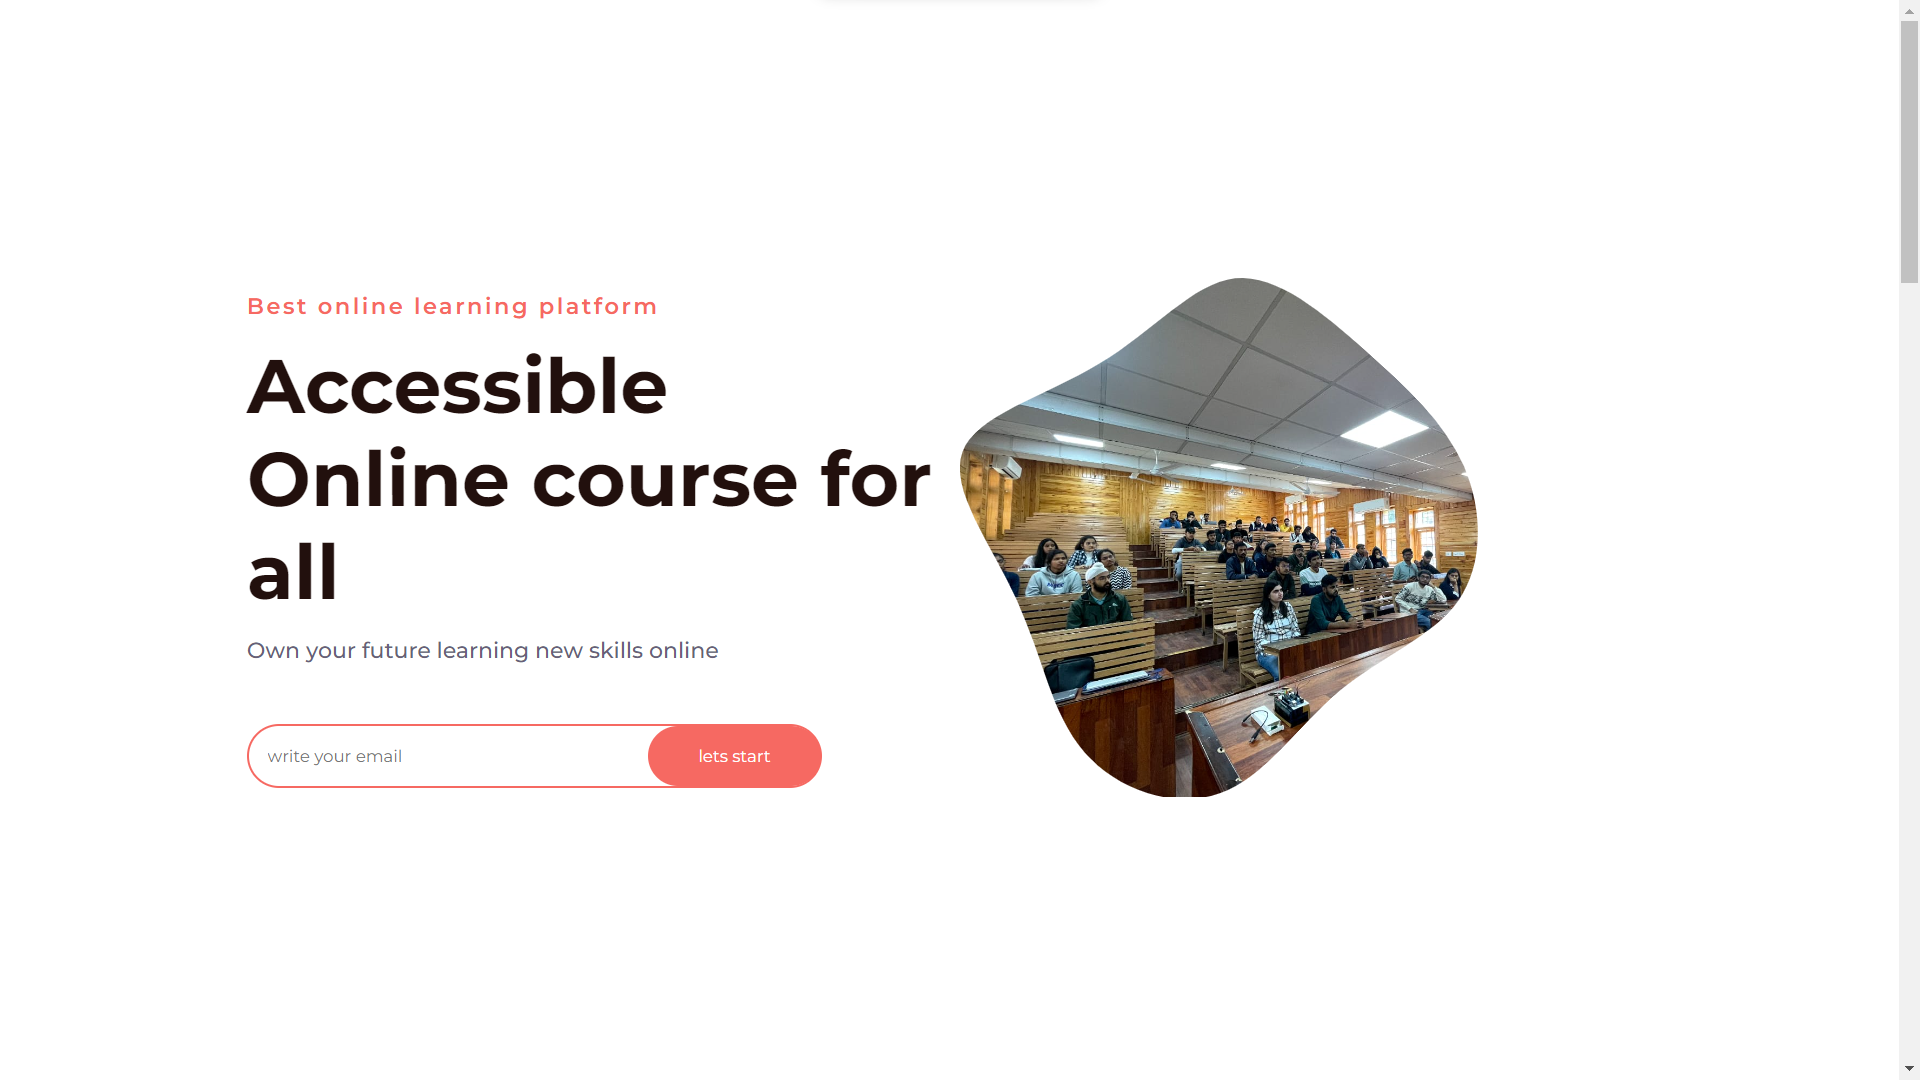 Best online learning platform
Accessible
Online course for
all
Own your future learning new skills online
write your email
lets start